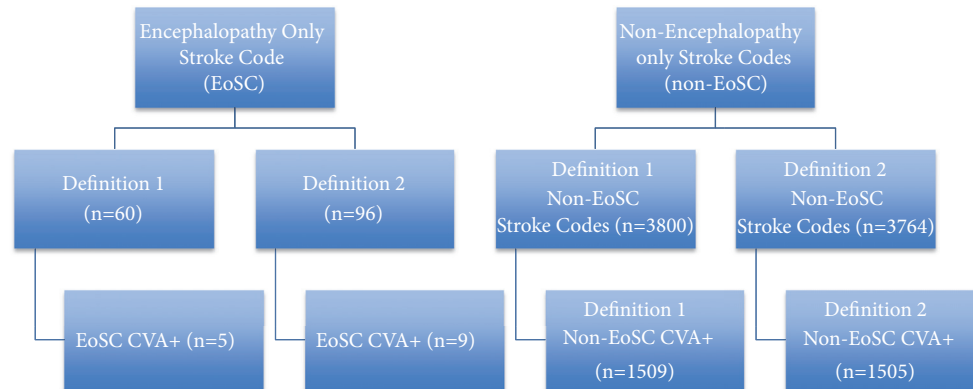 Encephalopathy Only
Stroke Code
(EoSC)
Non-Encephalopathy
only Stroke Codes
(non-EoSC)
Definition 1
(n=60)
Definition 2
(n=96)
Definition 1
Non-EoSC
Stroke Codes (n=3800)
Definition 2
Non-EoSC
Stroke Codes (n=3764)
EoSC CVA+ (n=5)
EoSC CVA+ (n=9)
Definition 1
Non-EoSC CVA+
(n=1509)
Definition 2
Non-EoSC CVA+
(n=1505)